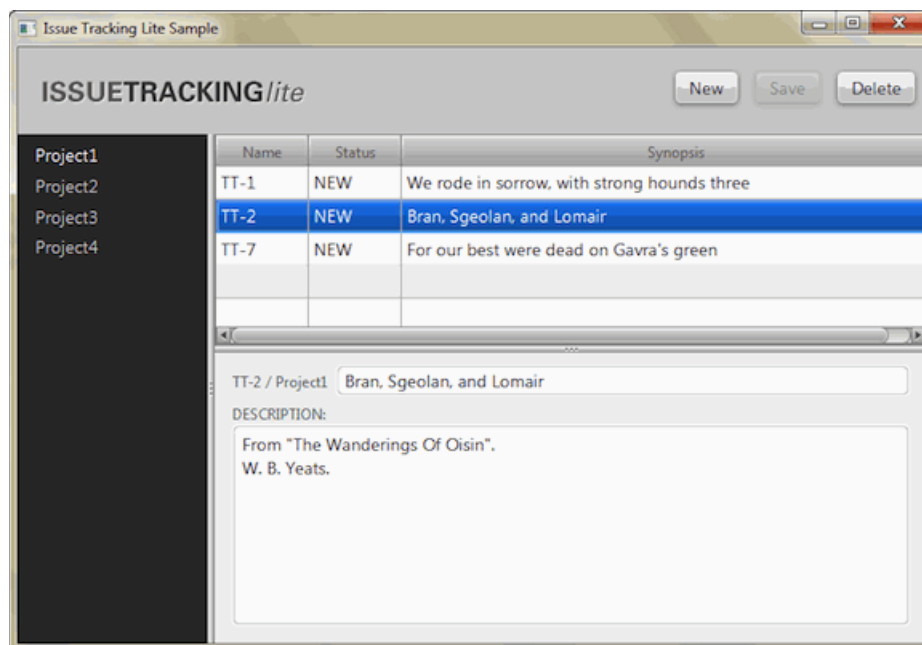 Issue Tracking Lite Sample
ISSUETRACKINGlite
New Save Delete
Project1
Project2
Project3
Project4
Name Status Synopsis
TT-1 NEW We rode in sorrow, with strong hounds three
TT-2 NEW Bran, Sgeolan, and Lomair
TT-7 NEW For our best were dead on Gavra's green
TT-2 / Project1 Bran, Sgeolan, and Lomair
DESCRIPTION:
From "The Wanderings Of Oisin".
W. B. Yeats.